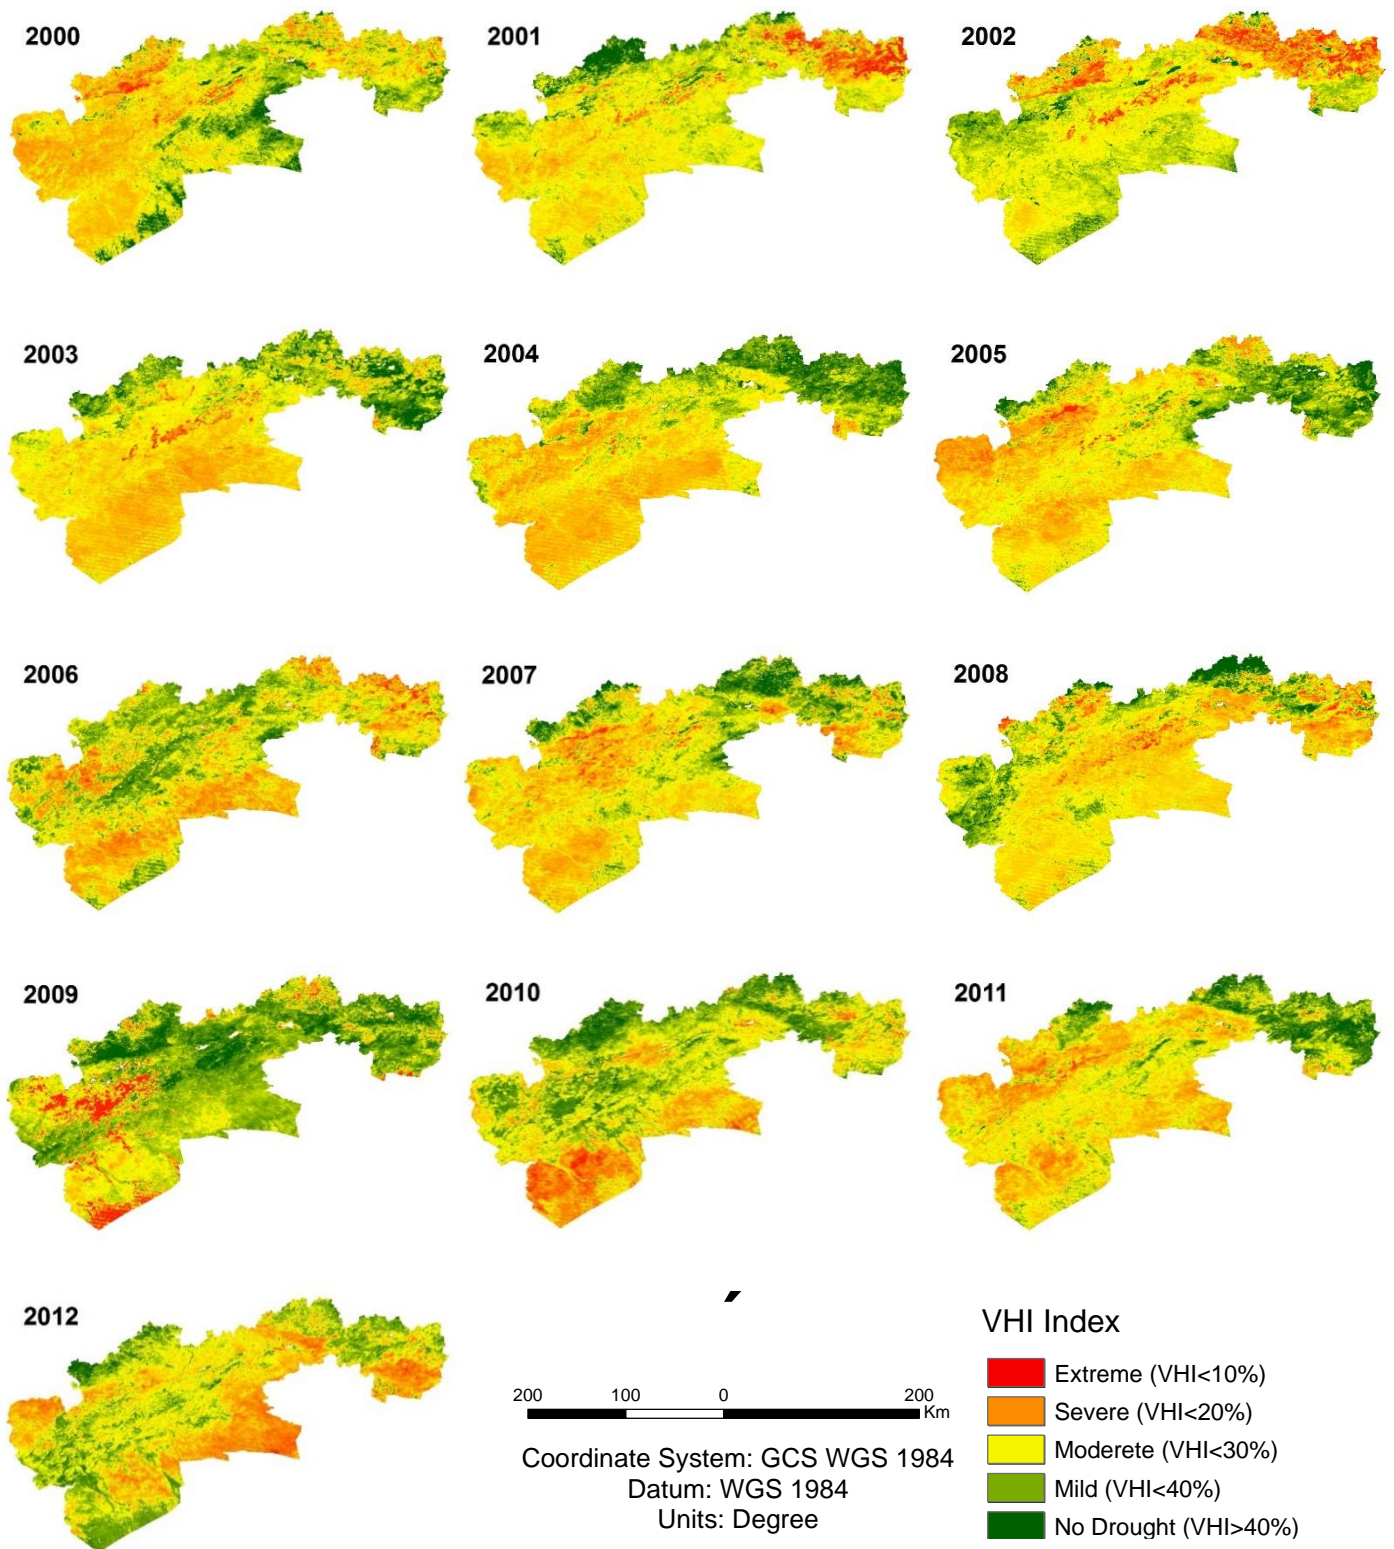 2000
2001
2002
2003
2004
2005
2006
2007
2008
2009
2010
2011
2012
200 100 0 200
Km
Coordinate System: GCS WGS 1984
Datum: WGS 1984
Units: Degree
VHI Index
Extreme (VHI<10%)
Severe (VHI<20%)
Moderete (VHI<30%)
Mild (VHI<40%)
No Drought (VHI>40%)